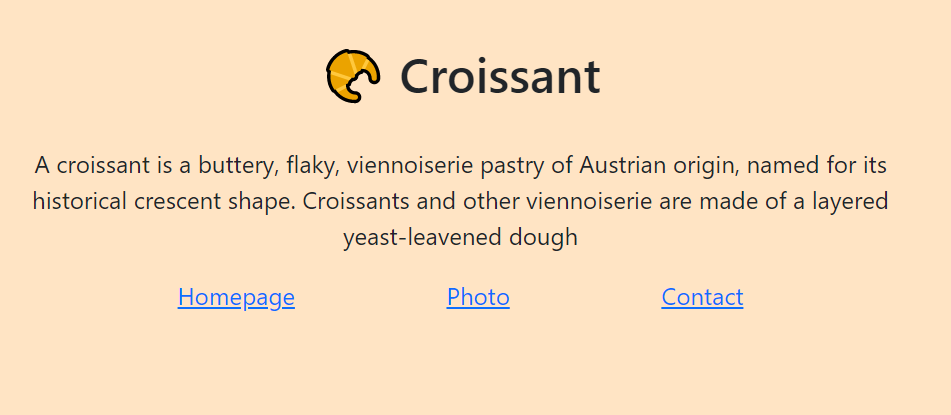 Croissant
A croissant is a buttery, flaky, viennoiserie pastry of Austrian origin, named for its
historical crescent shape. Croissants and other viennoiserie are made of a layered
yeast-leavened dough
Homepage Photo Contact